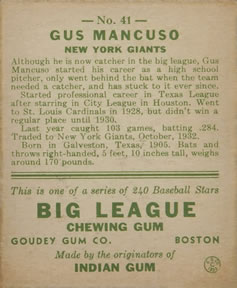 — No. 41 —
GUS MANCUSO
NEW YORK GIANTS
Although he is now catcher in the big league, Gus
Mancuso started his career as a high school
pitcher, only went behind the bat when the team
needed a catcher, and has stuck to it ever since.
Started professional career in Texas League
after starring in City League in Houston. Went
to St. Louis Cardinals in 1928, but didn't win a
regular place until 1930.
Last year caught 103 games, batting .284.
Traded to New York Giants, October, 1932.
Born in Galveston, Texas, 1905. Bats and
throws right-handed, 5 feet, 10 inches tall, weighs
around 170 pounds.
This is one of a series of 240 Baseball Stars
BIG LEAGUE
CHEWING GUM
GOUDEY GUM CO. BOSTON
Made by the originators of
INDIAN GUM